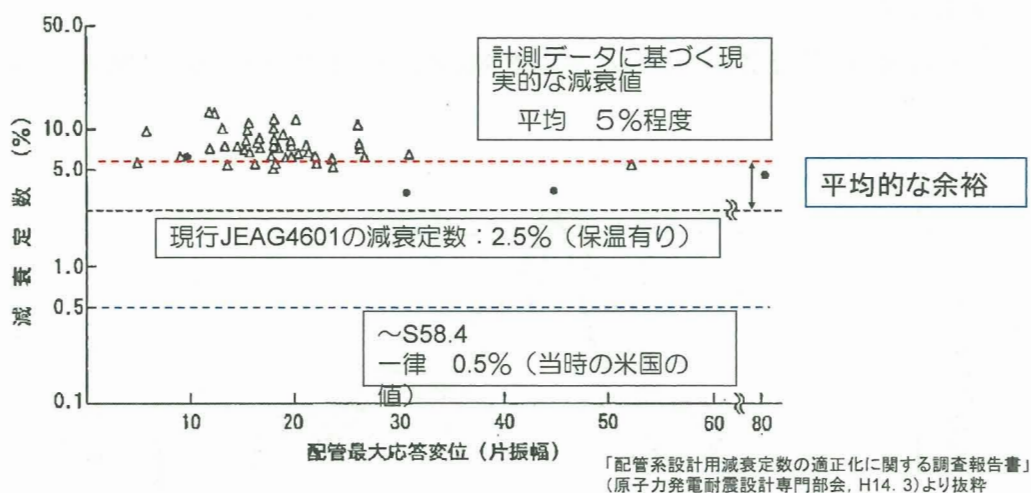 50.0
10.0
5.0
1.0
0.5
0.1
減衰定数 (%)
計測データに基づく現
実的な減衰値
平均 5%程度
平均的な余裕
現行JEAG4601の減衰定数：2.5%（保温有り）
～S58.4
一律 0.5%（当時の米国の
値）
10 20 30 40 50 60 80
配管最大応答変位（片振幅）
「配管系設計用減衰定数の適正化に関する調査報告書」
（原子力発電耐震設計専門部会, H14. 3）より抜粋